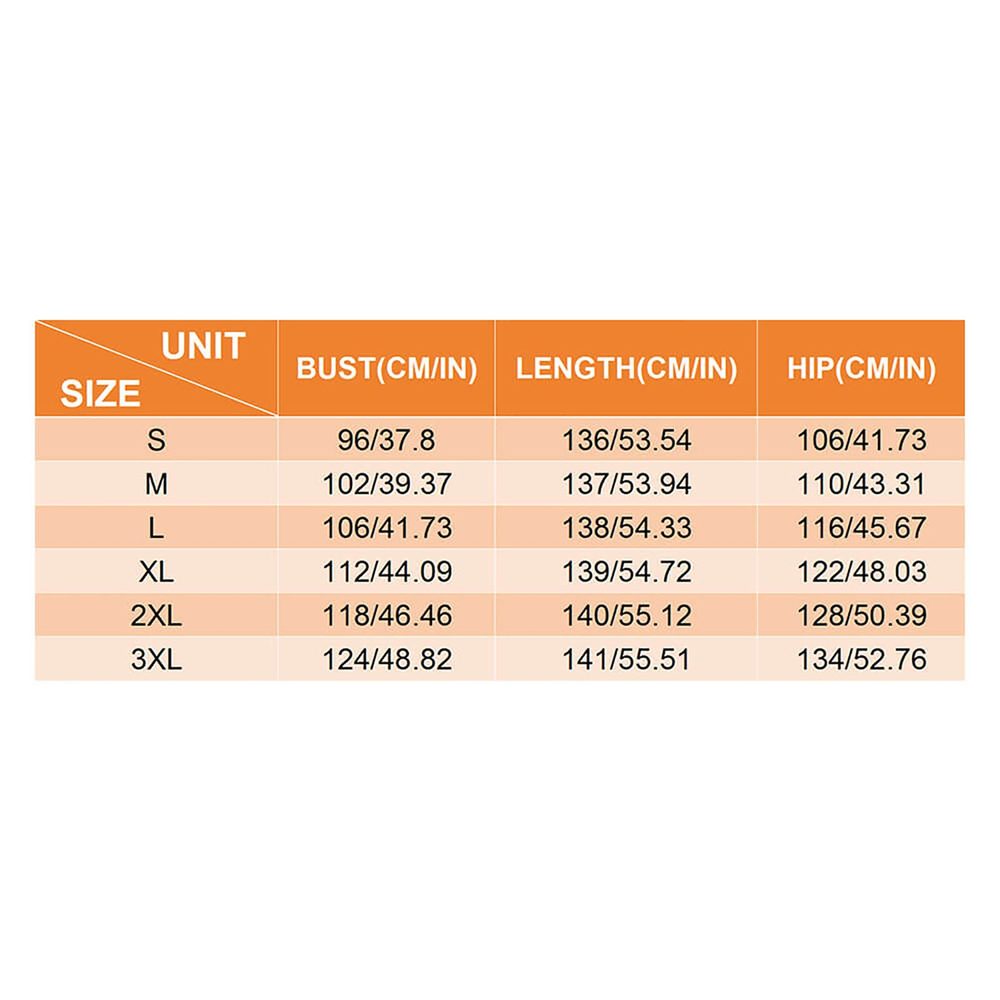 UNIT
SIZE BUST(CM/IN) LENGTH(CM/IN) HIP(CM/IN)
S 96/37.8 136/53.54 106/41.73
M 102/39.37 137/53.94 110/43.31
L 106/41.73 138/54.33 116/45.67
XL 112/44.09 139/54.72 122/48.03
2XL 118/46.46 140/55.12 128/50.39
3XL 124/48.82 141/55.51 134/52.76